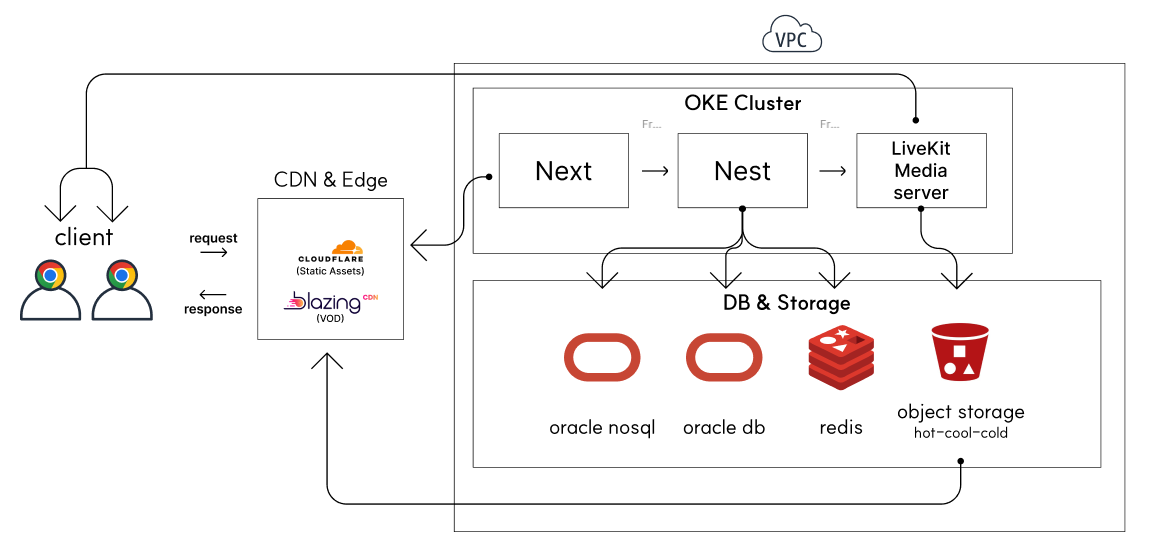 VPC
OKE Cluster
Fr...
Fr...
Next
Nest
LiveKit
Media
server
CDN & Edge
CLOUDFLARE
(Static Assets)
blazing CDN
(VOD)
client
request
response
DB & Storage
oracle nosql
oracle db
redis
object storage
hot-cool-cold